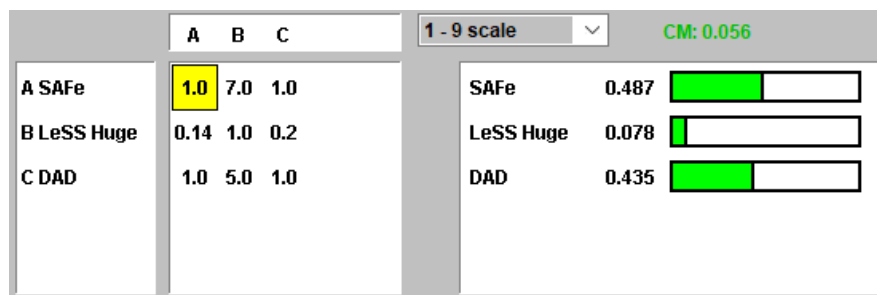 A B C 1 - 9 scale CM: 0.056
A SAFe 1.0 7.0 1.0 SAFe 0.487
B LeSS Huge 0.14 1.0 0.2 LeSS Huge 0.078
C DAD 1.0 5.0 1.0 DAD 0.435